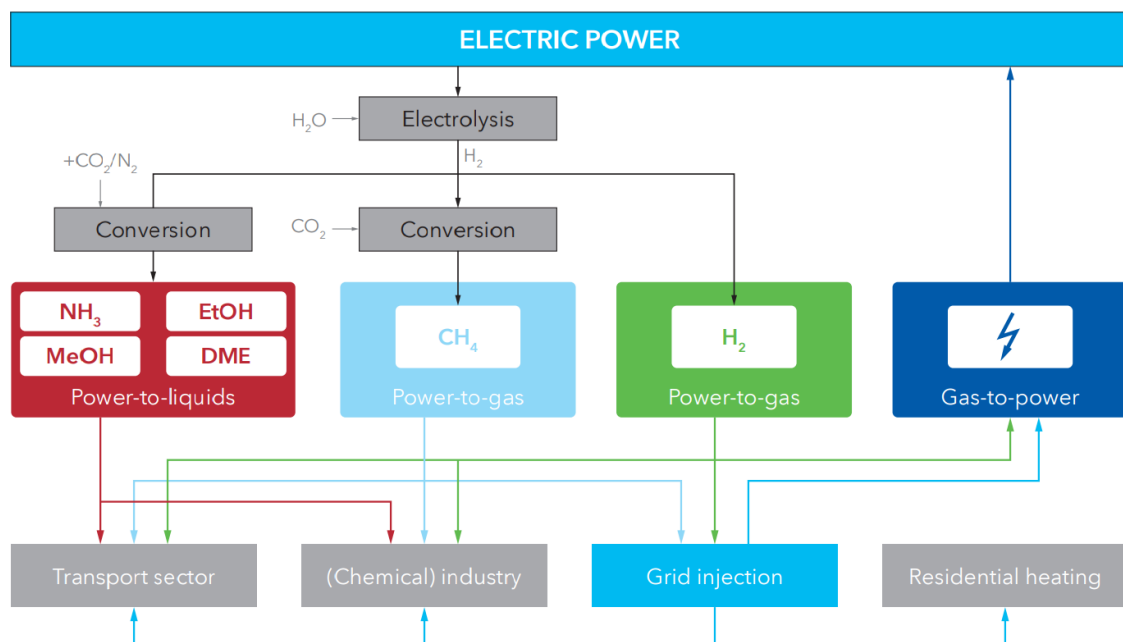 ELECTRIC POWER
H₂O
Electrolysis
H₂
+CO₂/N₂
Conversion
CO₂
Conversion
NH₃
EtOH
MeOH
DME
Power-to-liquids
CH₄
Power-to-gas
H₂
Power-to-gas
Gas-to-power
Transport sector
(Chemical) industry
Grid injection
Residential heating